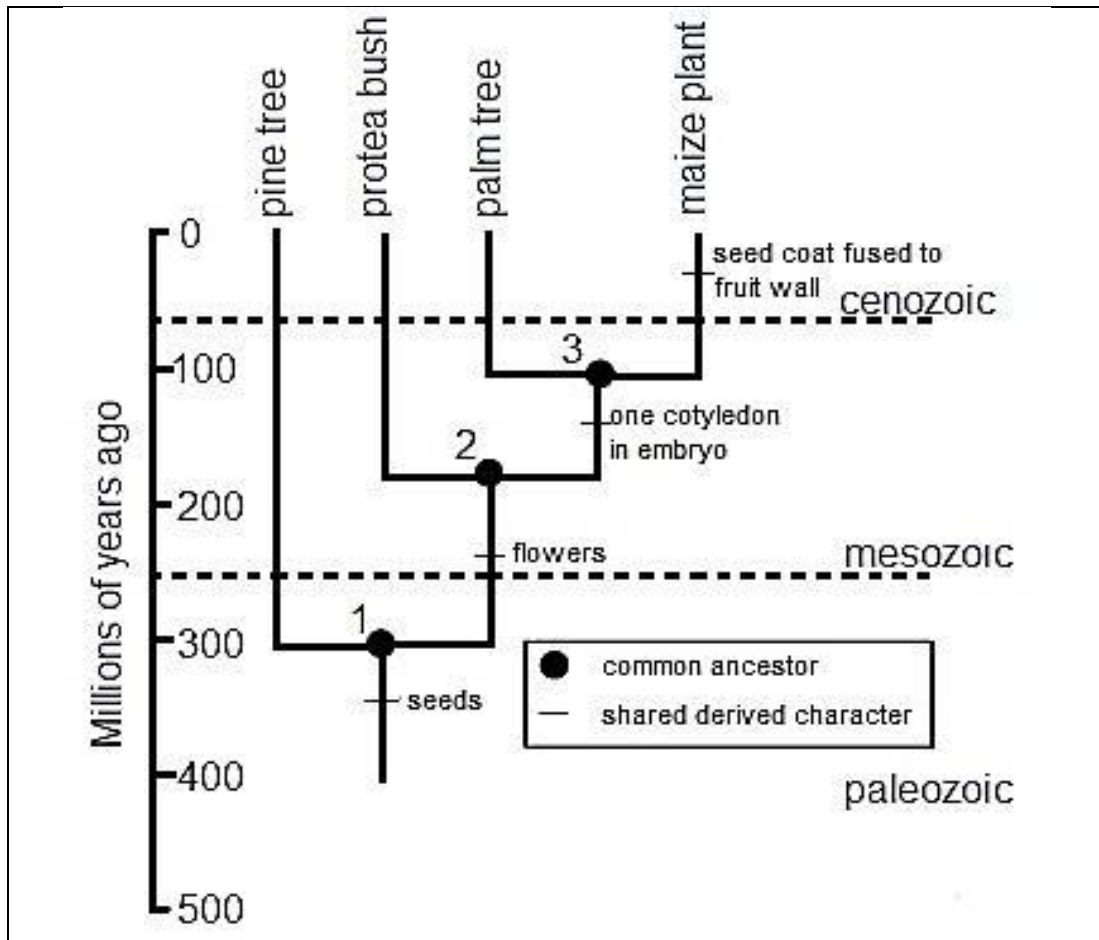 pine tree
protea bush
palm tree
maize plant
0
seed coat fused to
fruit wall
cenozoic
3
100
one cotyledon
in embryo
2
200
flowers
mesozoic
Millions of years ago
1
300
common ancestor
seeds
shared derived character
400
paleozoic
500